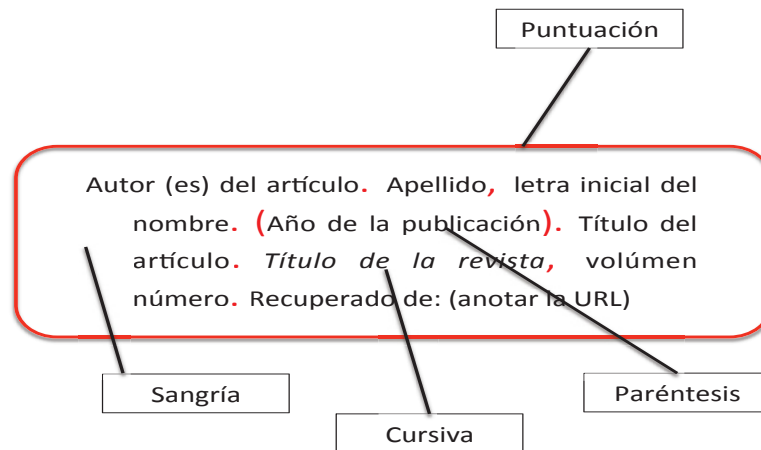 Puntuación
Autor (es) del artículo. Apellido, letra inicial del
nombre. (Año de la publicación). Título del
artículo. Título de la revista, volúmen
número. Recuperado de: (anotar la URL)
Sangría
Paréntesis
Cursiva